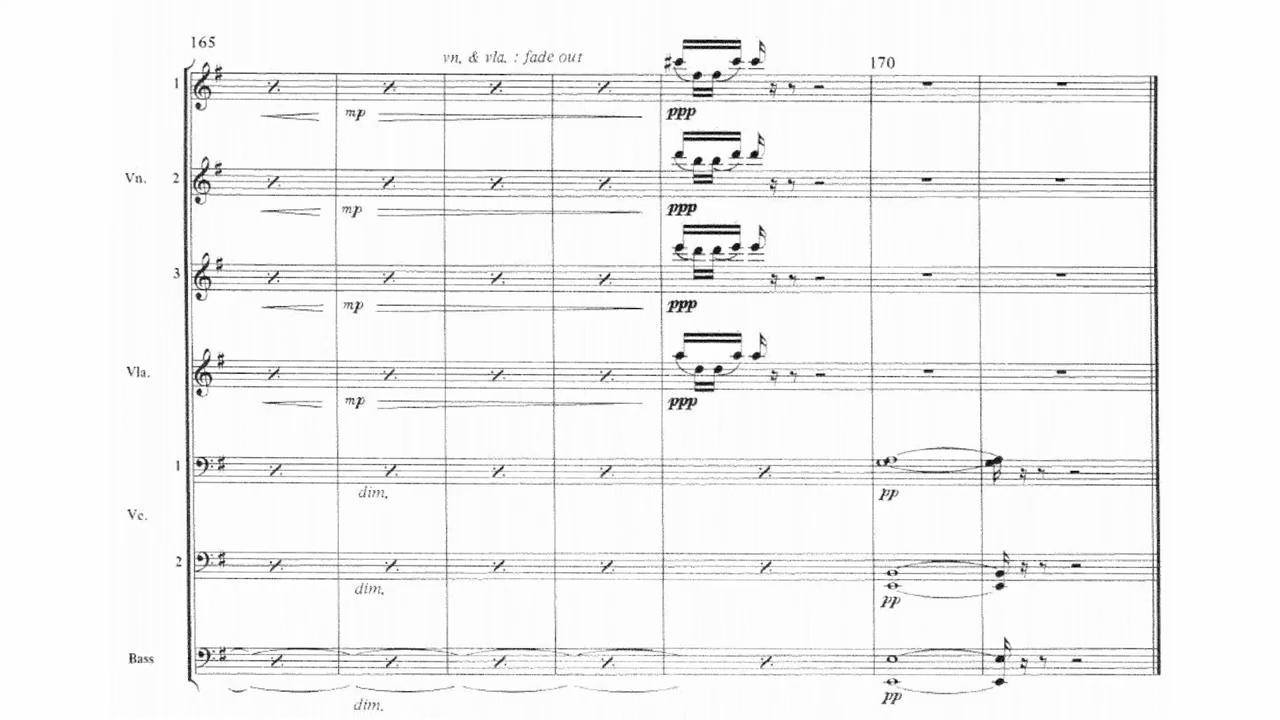 165
vn. & vla. : fade out
170
1
mp
ppp
Vn.
2
mp
ppp
3
mp
ppp
Vla.
mp
ppp
1
dim.
pp
Vc.
2
dim.
pp
Bass
dim.
pp